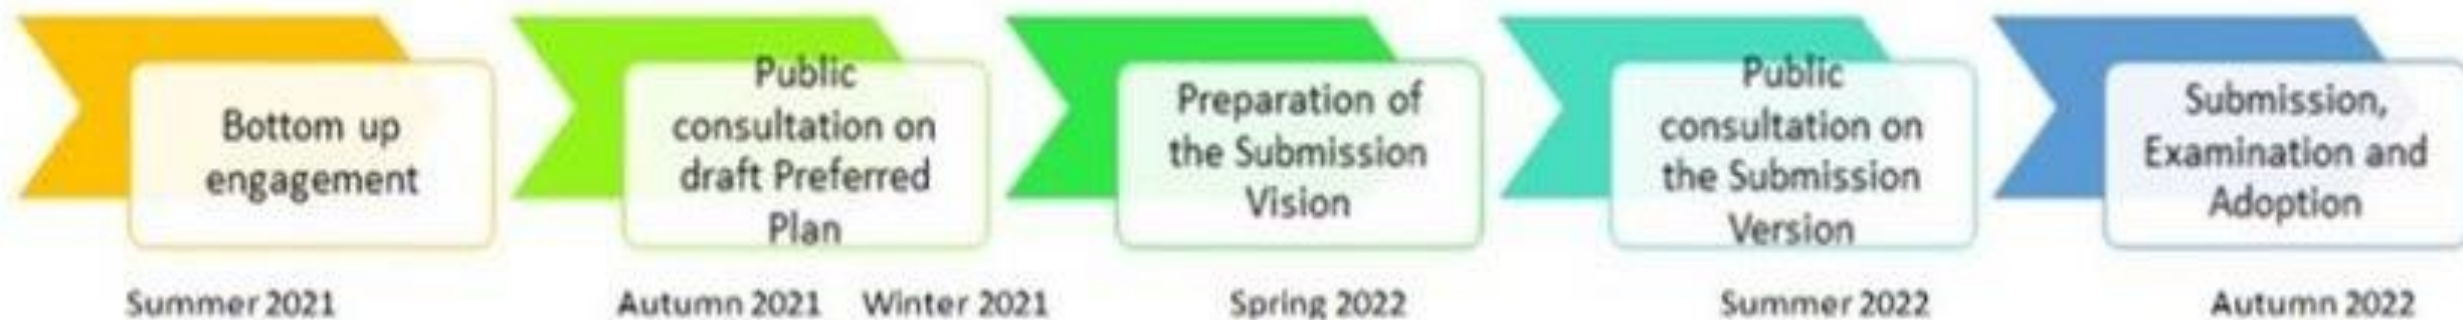 Bottom up
engagement
Public
consultation on
draft Preferred
Plan
Preparation of
the Submission
Vision
Public
consultation on
the Submission
Version
Submission,
Examination and
Adoption
Summer 2021
Autumn 2021
Winter 2021
Spring 2022
Summer 2022
Autumn 2022